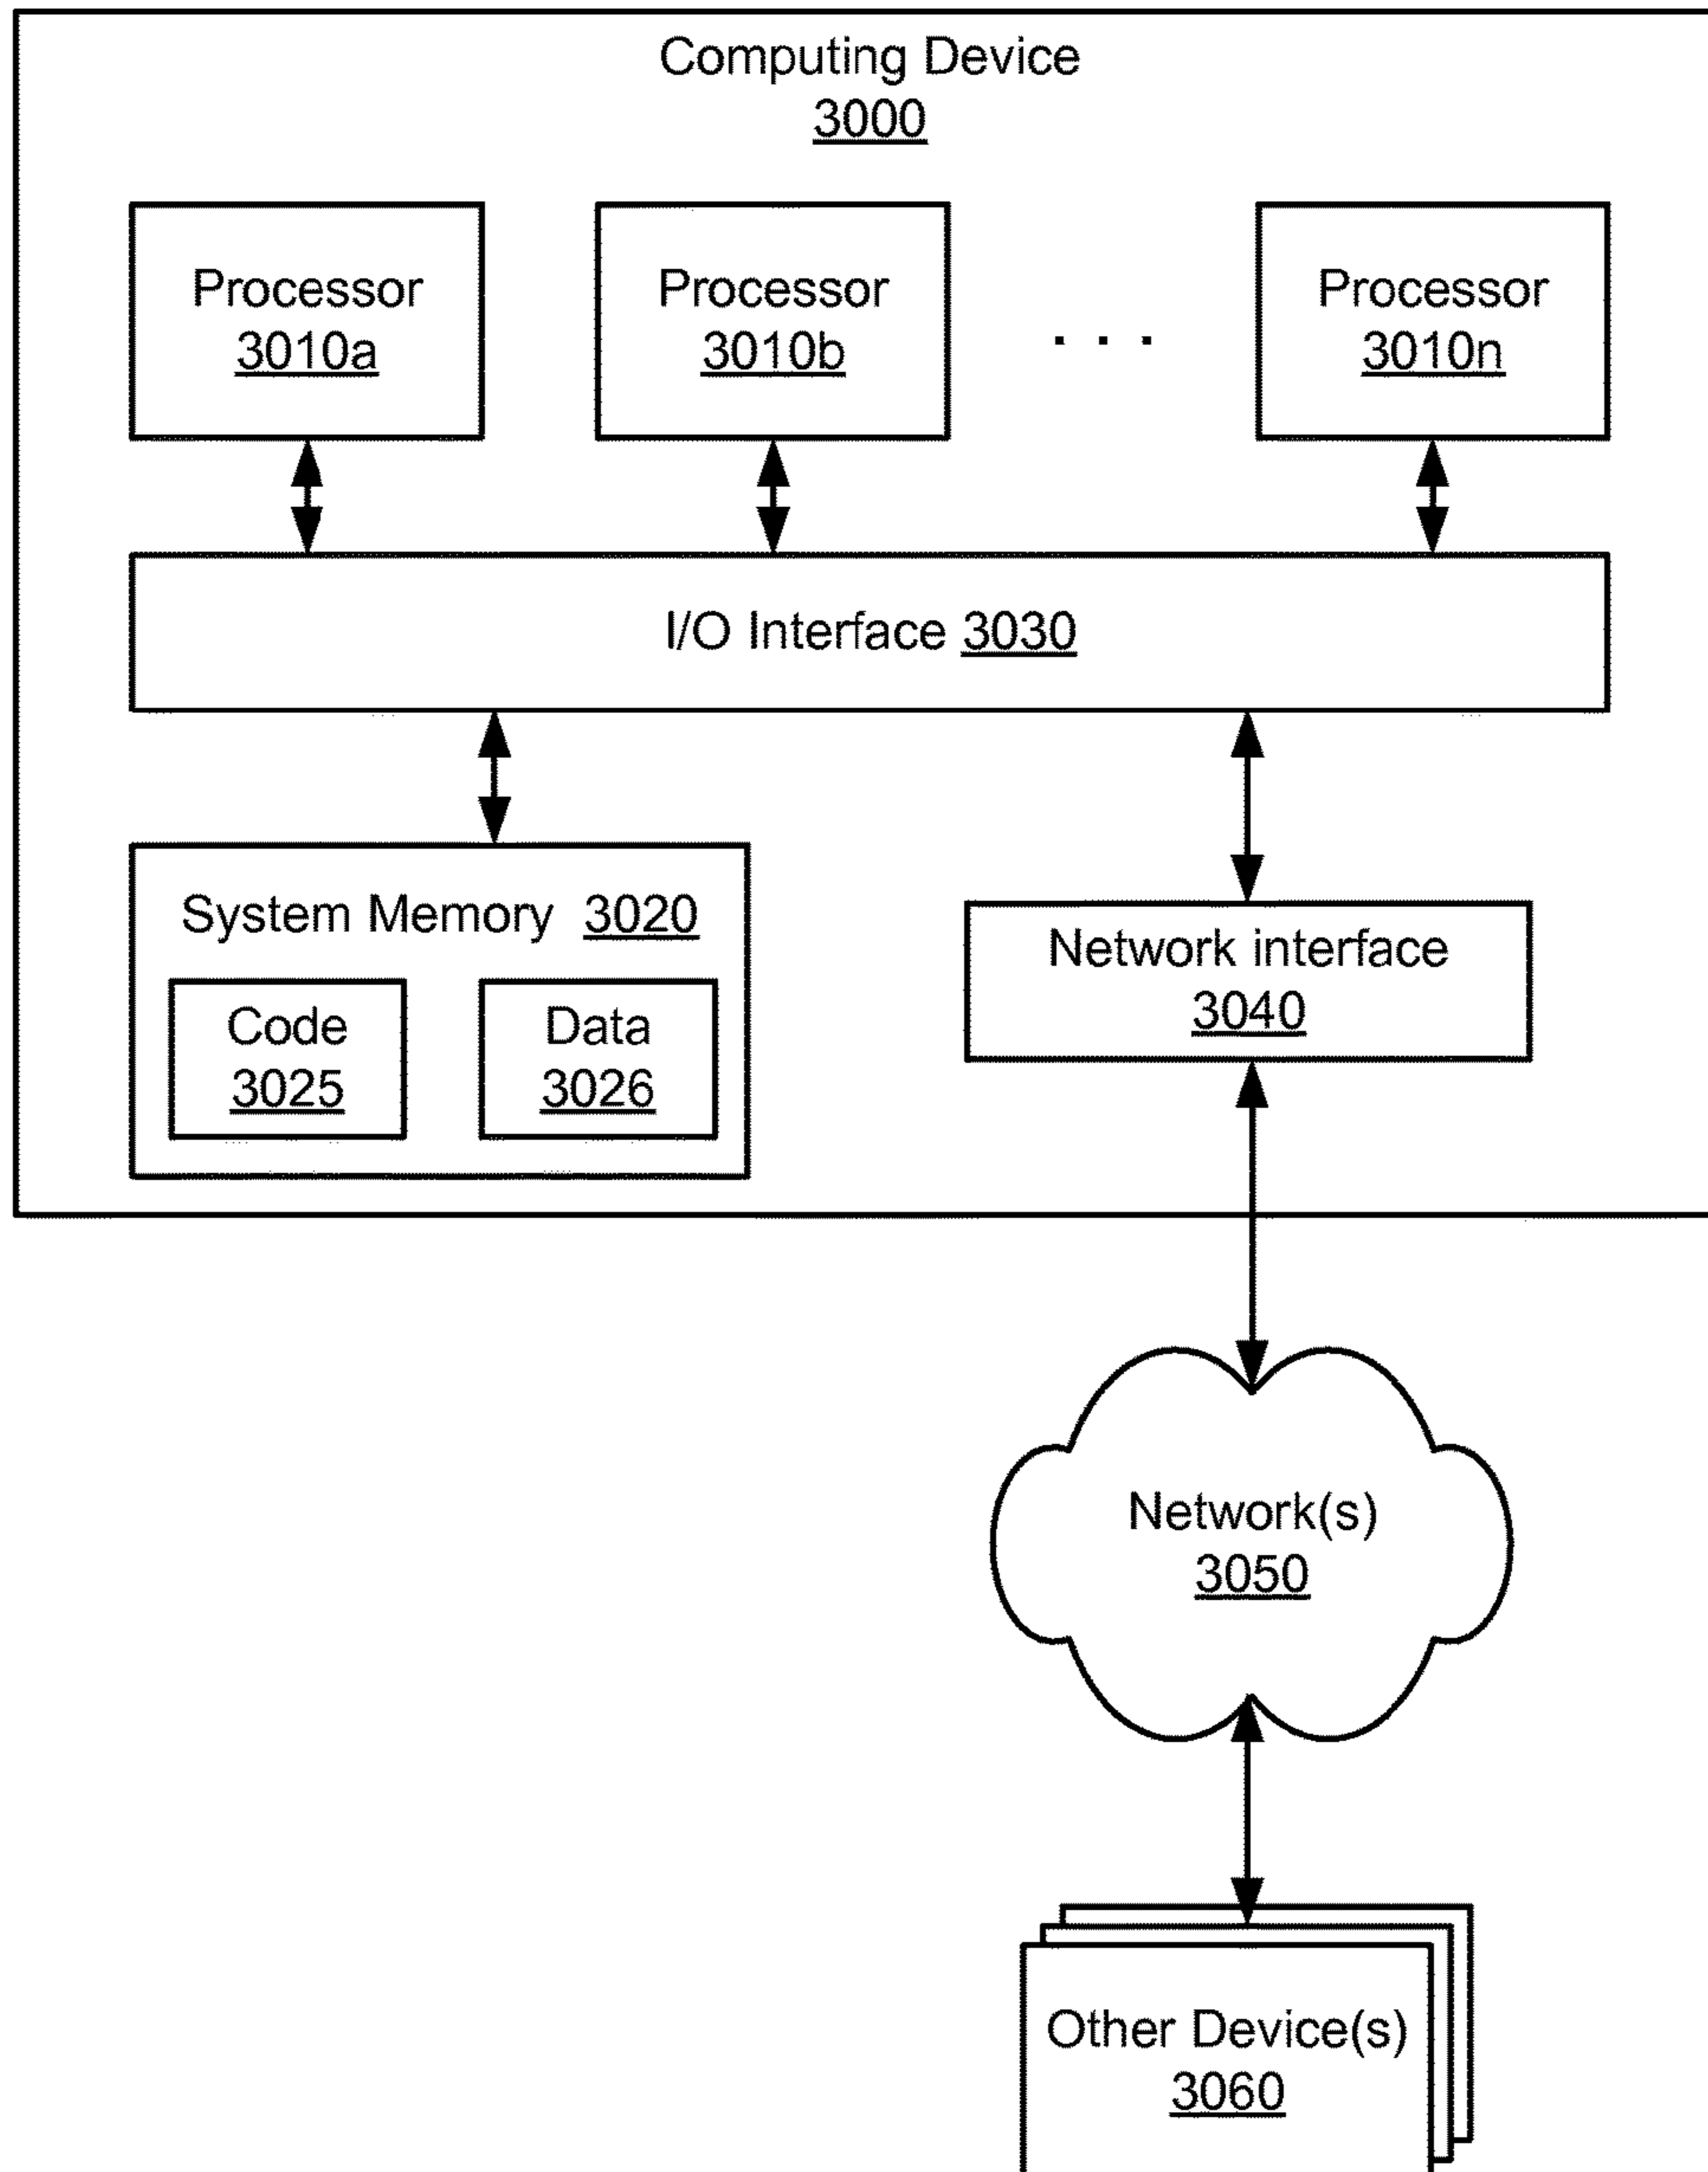 Computing Device
3000
Processor
3010a
Processor
3010b
. . .
Processor
3010n
I/O Interface 3030
System Memory 3020
Code
3025
Data
3026
Network interface
3040
Network(s)
3050
Other Device(s)
3060